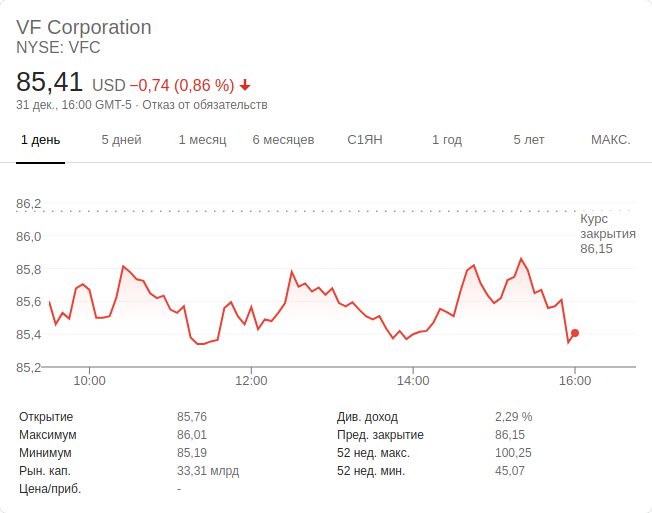 VF Corporation
NYSE: VFC
85,41 USD −0,74 (0,86 %)
31 дек., 16:00 GMT-5 · Отказ от обязательств
1 день 5 дней 1 месяц 6 месяцев С1ЯН 1 год 5 лет МАКС.
86,2
Курс
закрытия
86,15
86,0
85,8
85,6
85,4
85,2
10:00 12:00 14:00 16:00
Открытие 85,76 Див. доход 2,29 %
Максимум 86,01 Пред. закрытие 86,15
Минимум 85,19 52 нед. макс. 100,25
Рын. кап. 33,31 млрд 52 нед. мин. 45,07
Цена/приб. -